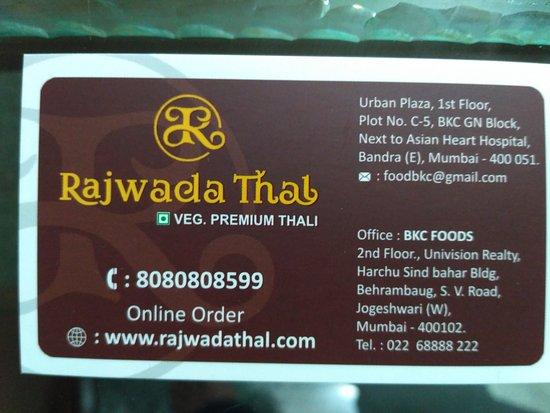 Rajwada Thal
VEG. PREMIUM THALI
: 8080808599
Online Order
: www.rajwadathal.com
Urban Plaza, 1st Floor,
Plot No. C-5, BKC GN Block,
Next to Asian Heart Hospital,
Bandra (E), Mumbai - 400 051.
: foodbkc@gmail.com
Office : BKC FOODS
2nd Floor., Univision Realty,
Harchu Sind bahar Bldg,
Behrambaug, S. V. Road,
Jogeshwari (W),
Mumbai - 400102.
Tel. : 022 68888 222